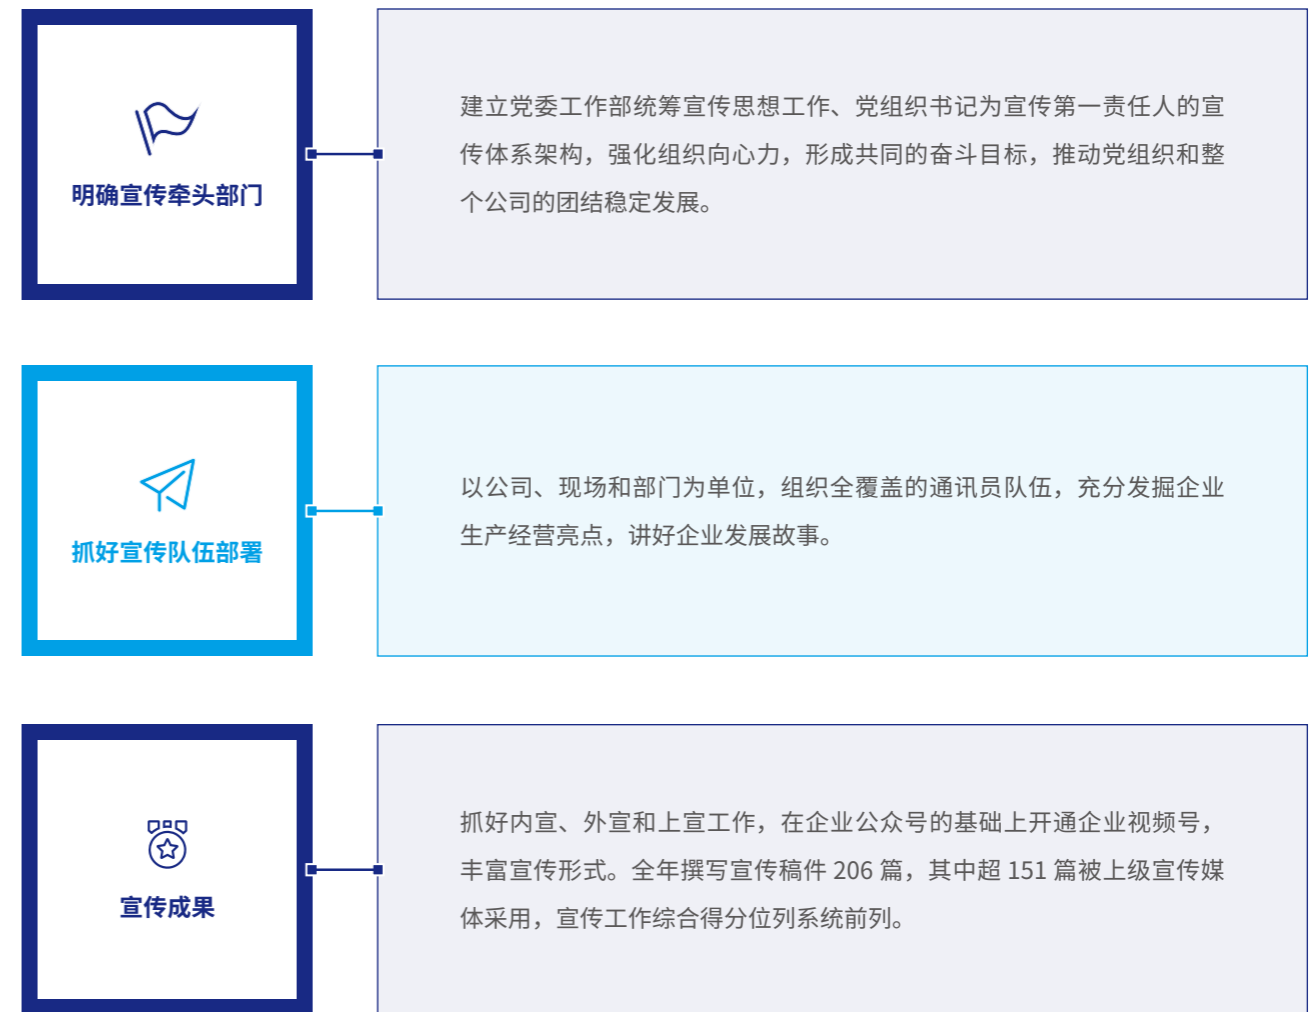 明确宣传牵头部门
建立党委工作部统筹宣传思想工作、党组织书记为宣传第一责任人的宣
传体系架构，强化组织向心力，形成共同的奋斗目标，推动党组织和整
个公司的团结稳定发展。
抓好宣传队伍部署
以公司、现场和部门为单位，组织全覆盖的通讯员队伍，充分发掘企业
生产经营亮点，讲好企业发展故事。
宣传成果
抓好内宣、外宣和上宣工作，在企业公众号的基础上开通企业视频号，
丰富宣传形式。全年撰写宣传稿件 206 篇，其中超 151 篇被上级宣传媒
体采用，宣传工作综合得分位列系统前列。